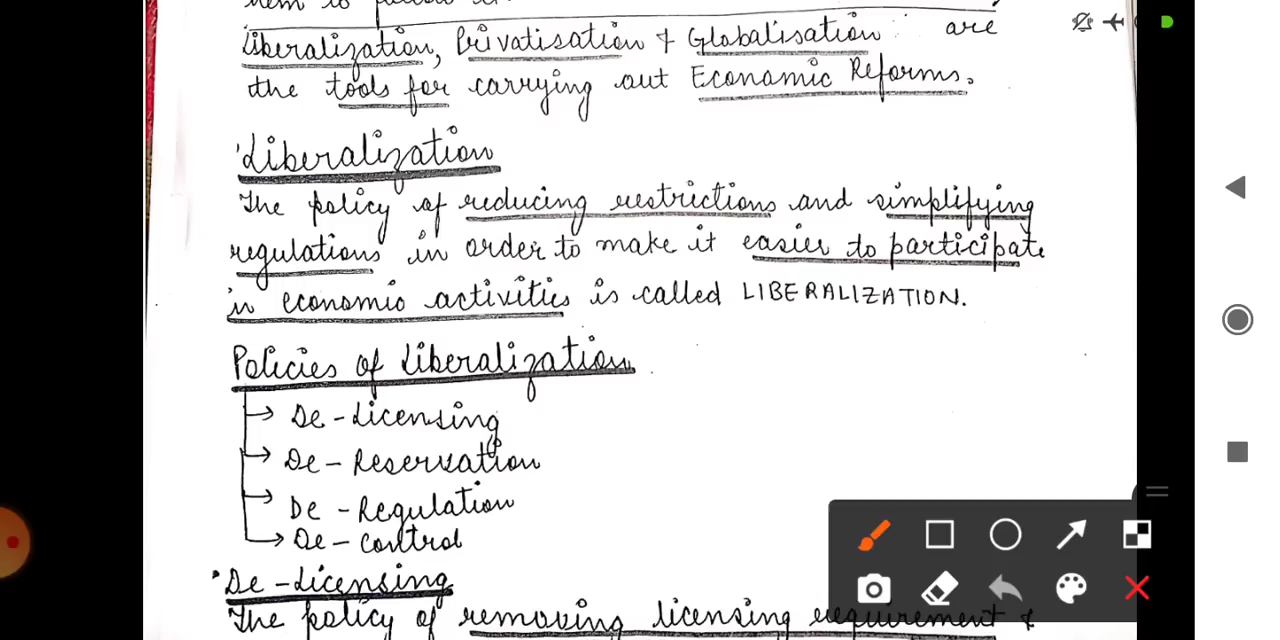 Liberalization, Privatisation & Globalisation are
the tools for carrying out Economic Reforms.
Liberalization
The policy of reducing restrictions and simplifying
regulations in order to make it easier to participate
in economic activities is called LIBERALIZATION.
Policies of Liberalization
→ De-Licensing
→ De-Reservation
→ De-Regulation
→ De-control
• De-Licensing
The policy of removing licensing requirement &